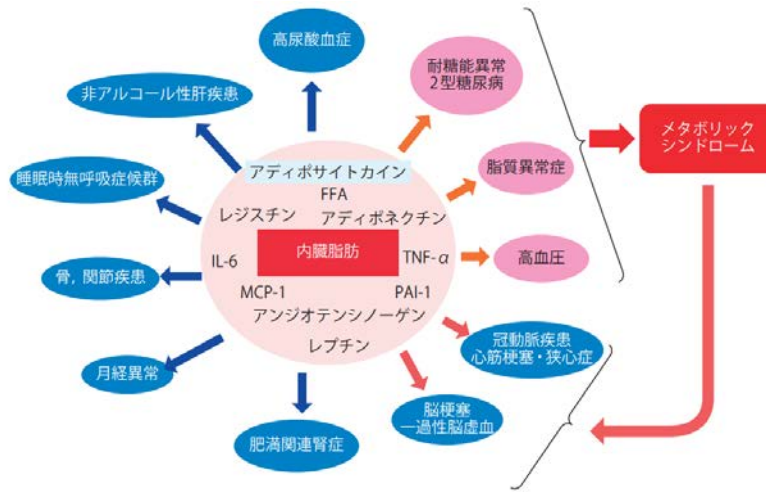 高尿酸血症
非アルコール性肝疾患
睡眠時無呼吸症候群
骨，関節疾患
月経異常
肥満関連腎症
アディポサイトカイン
FFA
レジスチン
アディポネクチン
IL-6
内臓脂肪
TNF-α
MCP-1
PAI-1
アンジオテンシノーゲン
レプチン
耐糖能異常
2型糖尿病
脂質異常症
高血圧
冠動脈疾患
心筋梗塞・狭心症
脳梗塞
一過性脳虚血
メタボリック
シンドローム